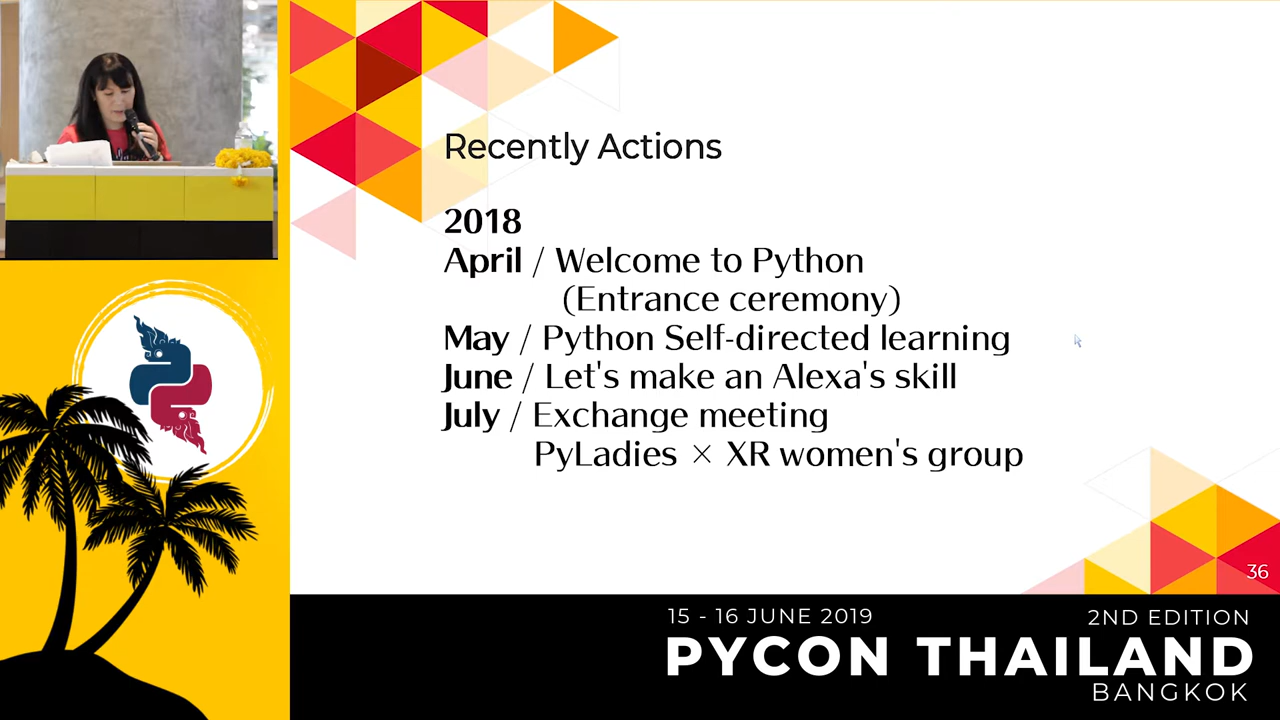 Recently Actions
2018
April / Welcome to Python
(Entrance ceremony)
May / Python Self-directed learning
June / Let's make an Alexa's skill
July / Exchange meeting
PyLadies × XR women's group
36
15 - 16 JUNE 2019
2ND EDITION
PYCON THAILAND
BANGKOK